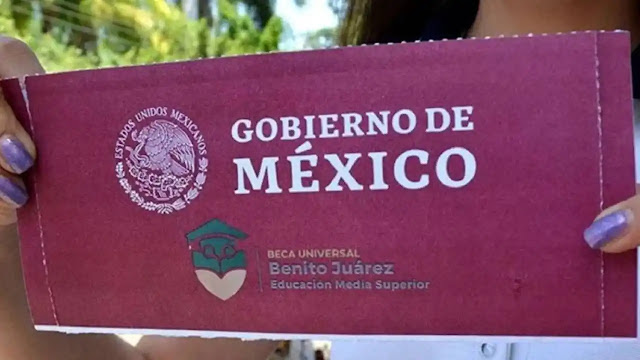 ESTADOS UNIDOS MEXICANOS
GOBIERNO DE
MÉXICO
BECA UNIVERSAL
Benito Juárez
Educación Media Superior